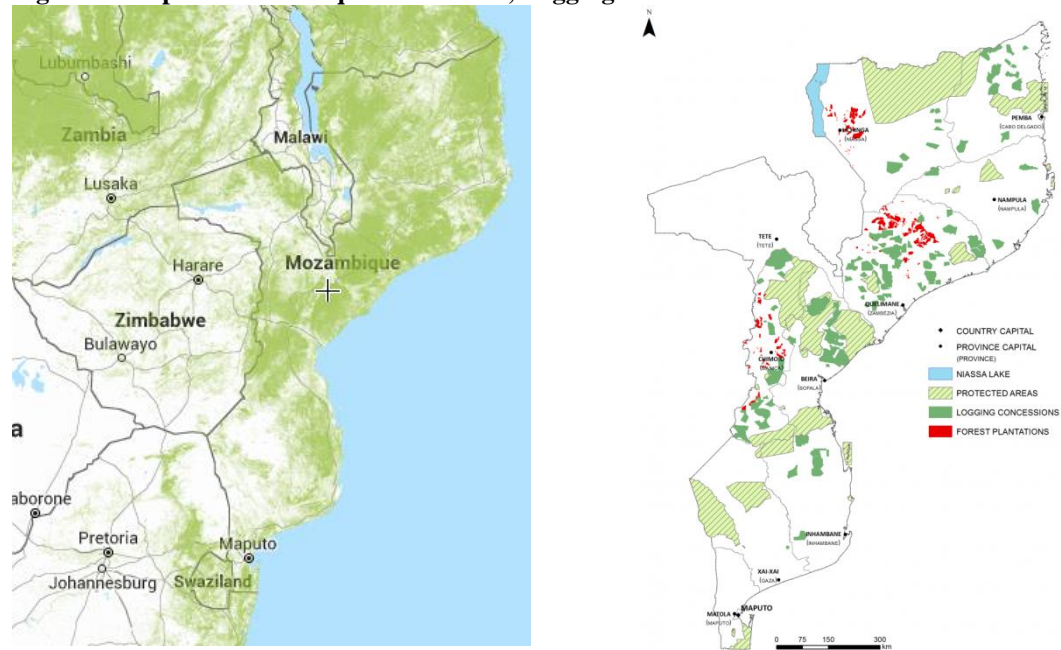 Lubumbashi
Zambia
Malawi
Lusaka
Mozambique
Harare
Zimbabwe
Bulawayo
a
aborone
Pretoria
Maputo
Johannesburg
Swaziland
N
PEMBA
(CABO DELGADO)
NAMPULA
(NAMPULA)
TETE
(TETE)
QUELIMANE
(ZAMBEZIA)
BEIRA
(SOFALA)
INHAMBANE
(INHAMBANE)
XAI-XAI
(GAZA)
MATOLA
(MAPUTO)
MAPUTO
COUNTRY CAPITAL
PROVINCE CAPITAL
(PROVINCE)
NIASSA LAKE
PROTECTED AREAS
LOGGING CONCESSIONS
FOREST PLANTATIONS
0 75 150 300
km